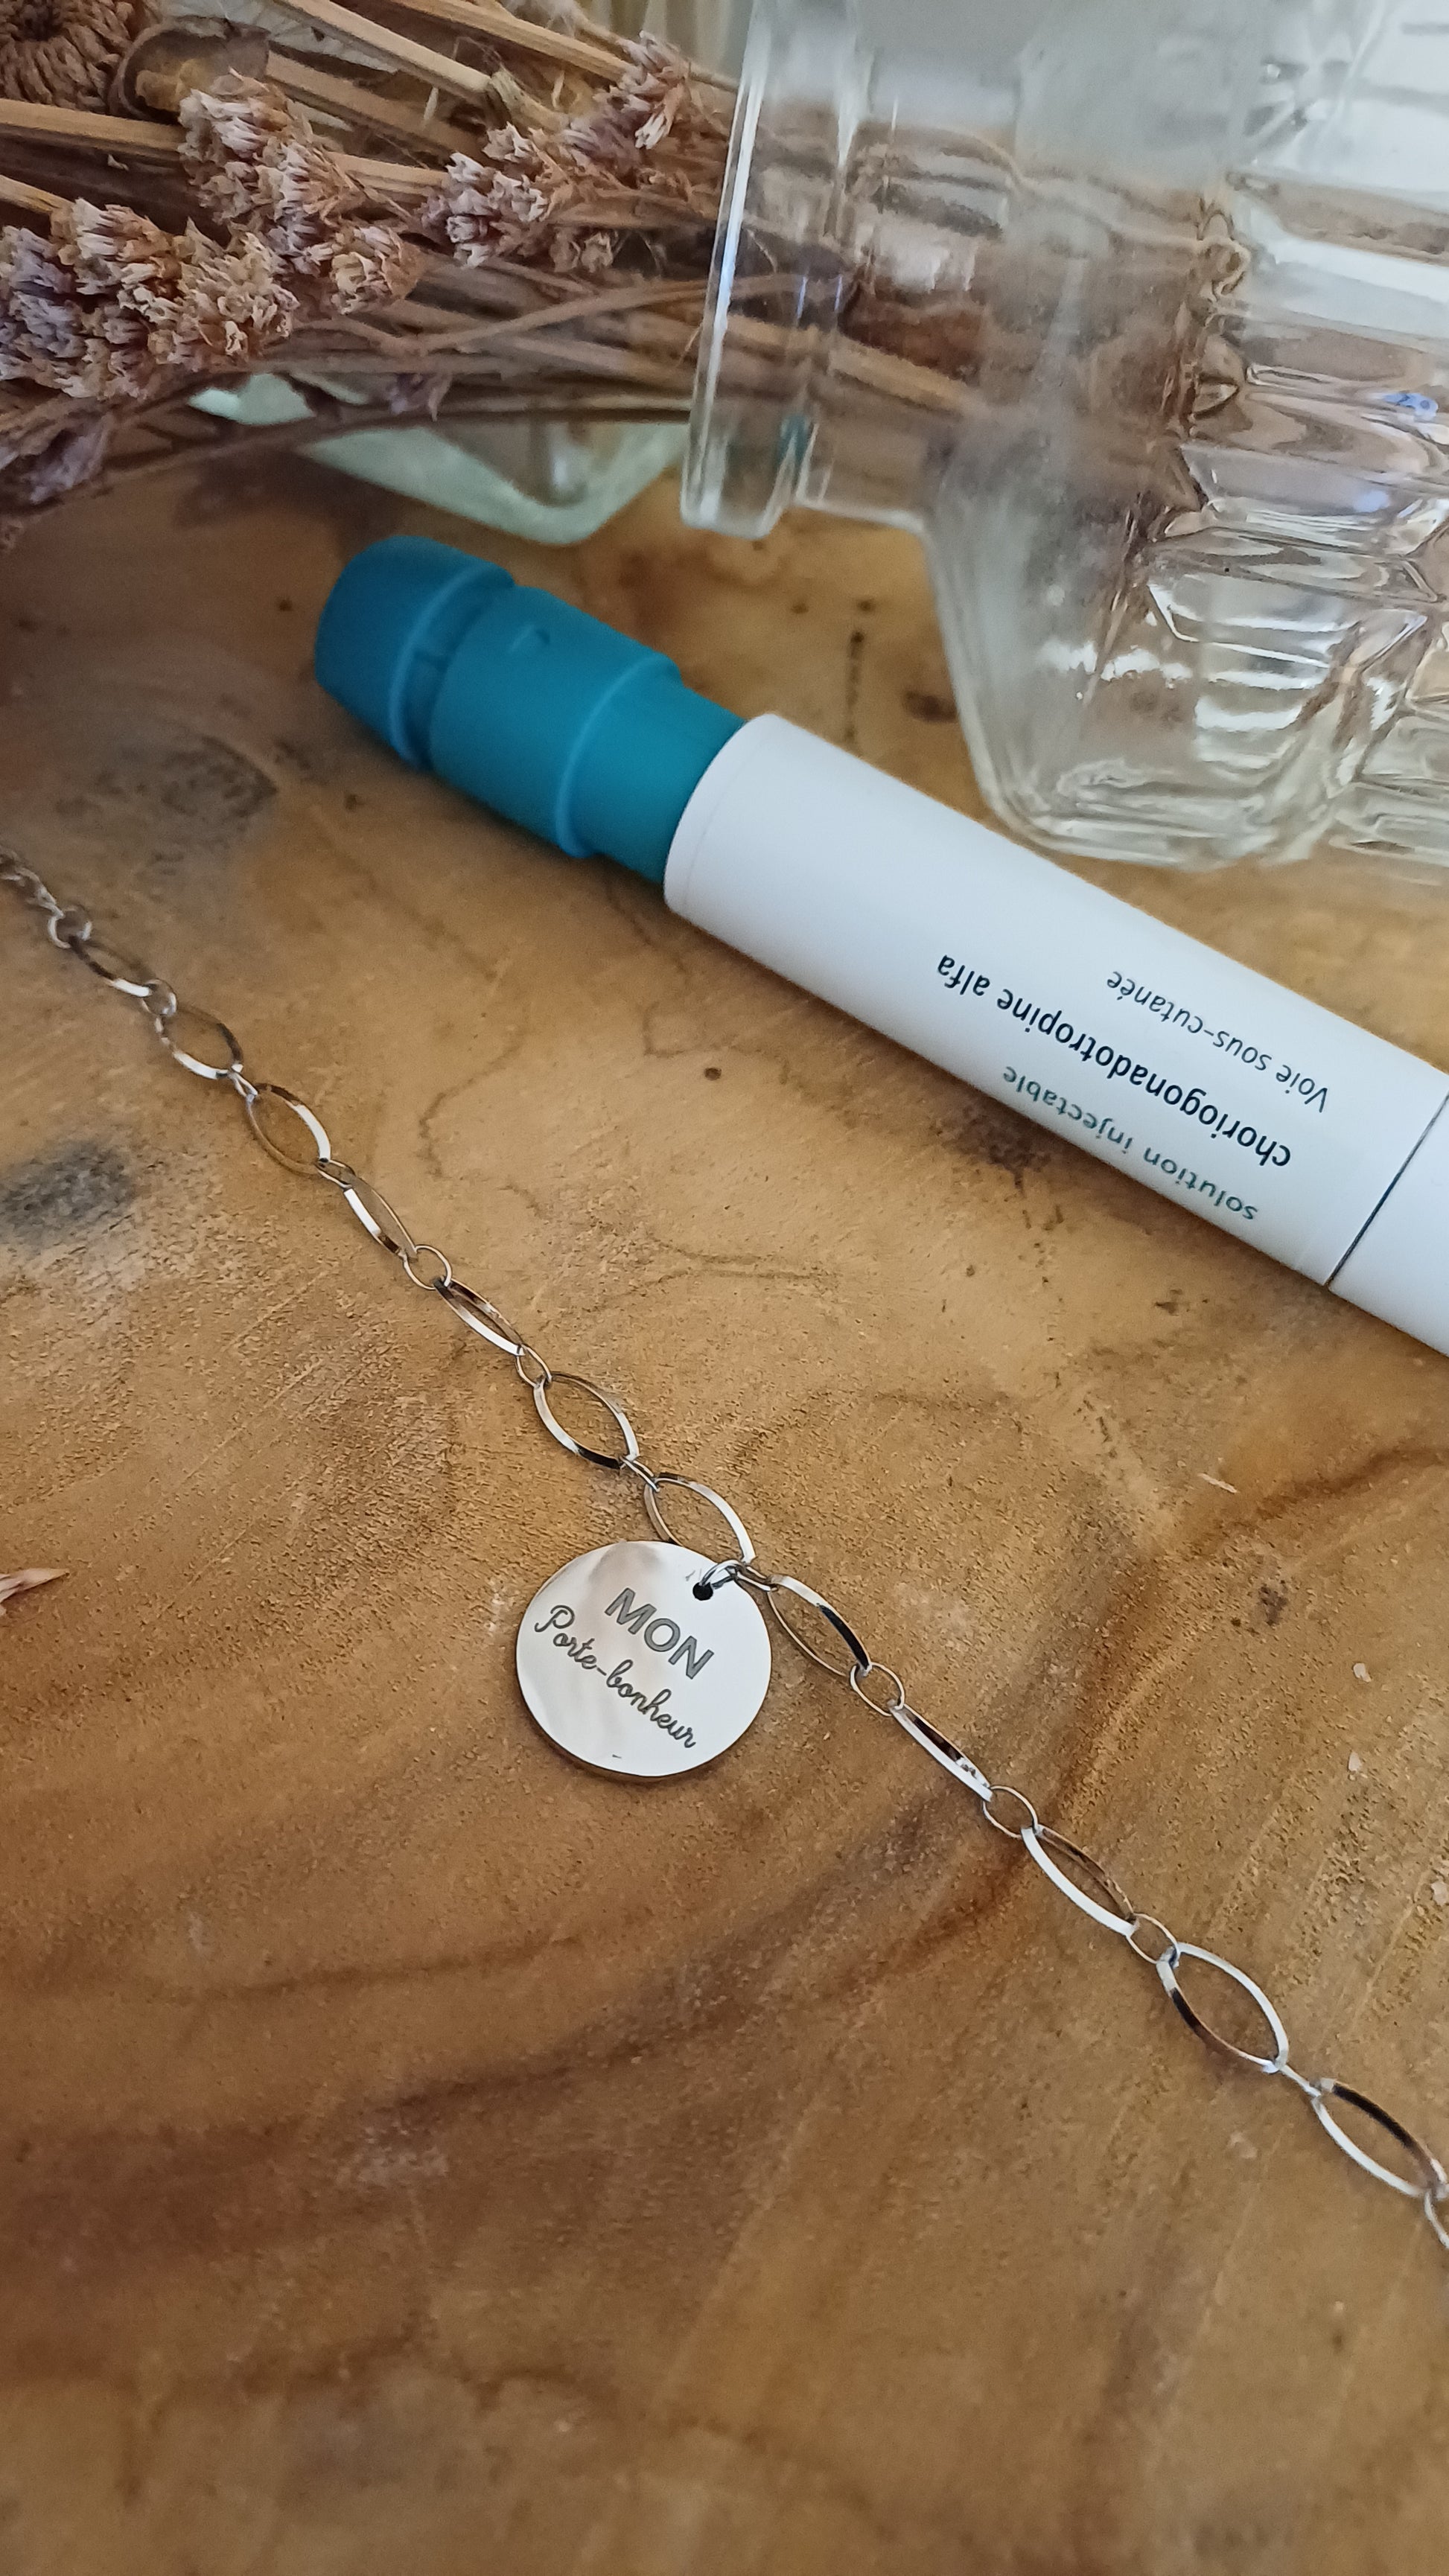 solution injectable
choriogonadotropine alfa
Voie sous-cutanée
MON
Porte-bonheur